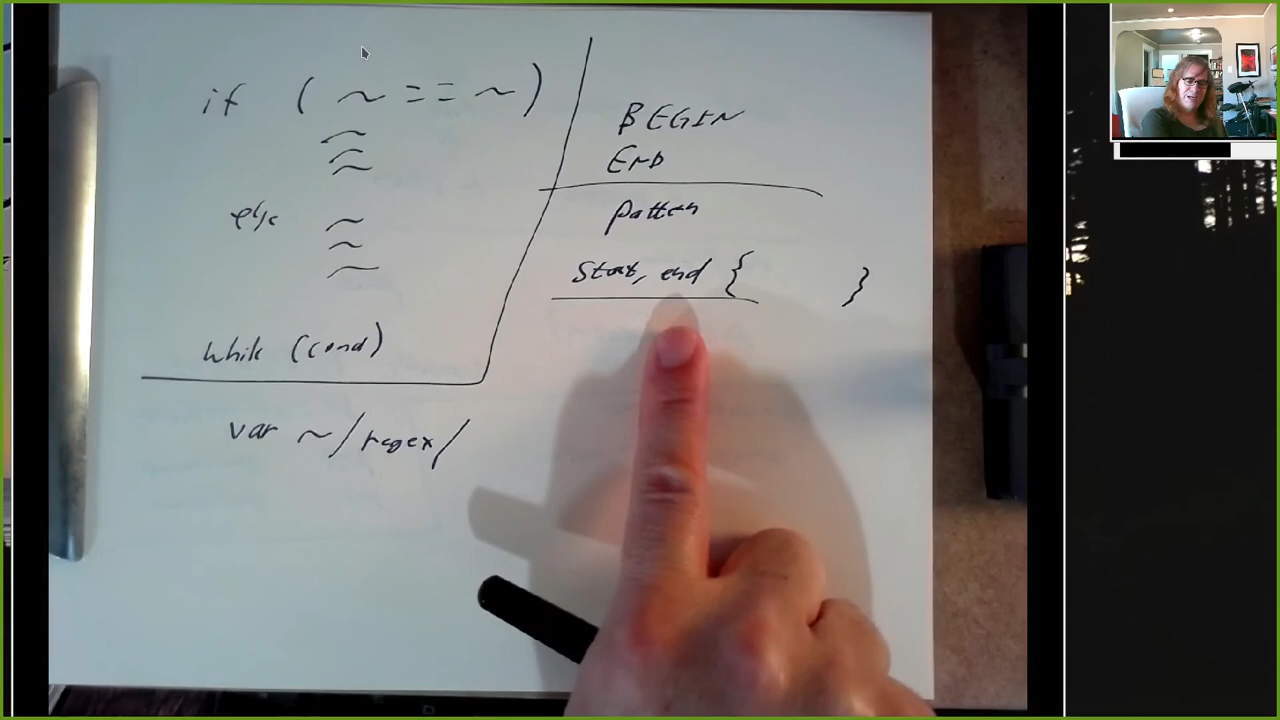 if ( ~ == ~ )
else
while (cond)
var ~ /regex/
BEGIN
END
pattern
start, end { }